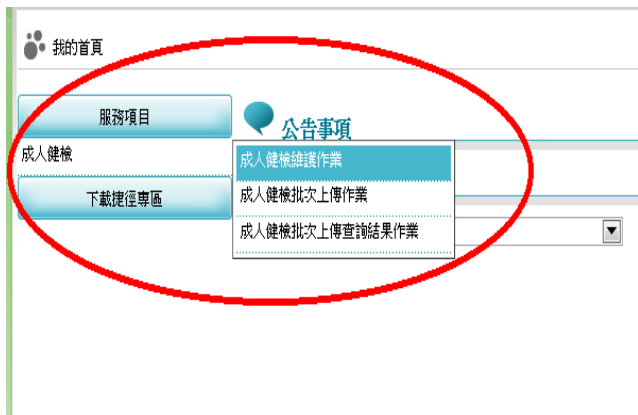 我的首頁
服務項目
公告事項
成人健檢
成人健檢維護作業
成人健檢批次上傳作業
下載捷徑專區
成人健檢批次上傳查詢結果作業